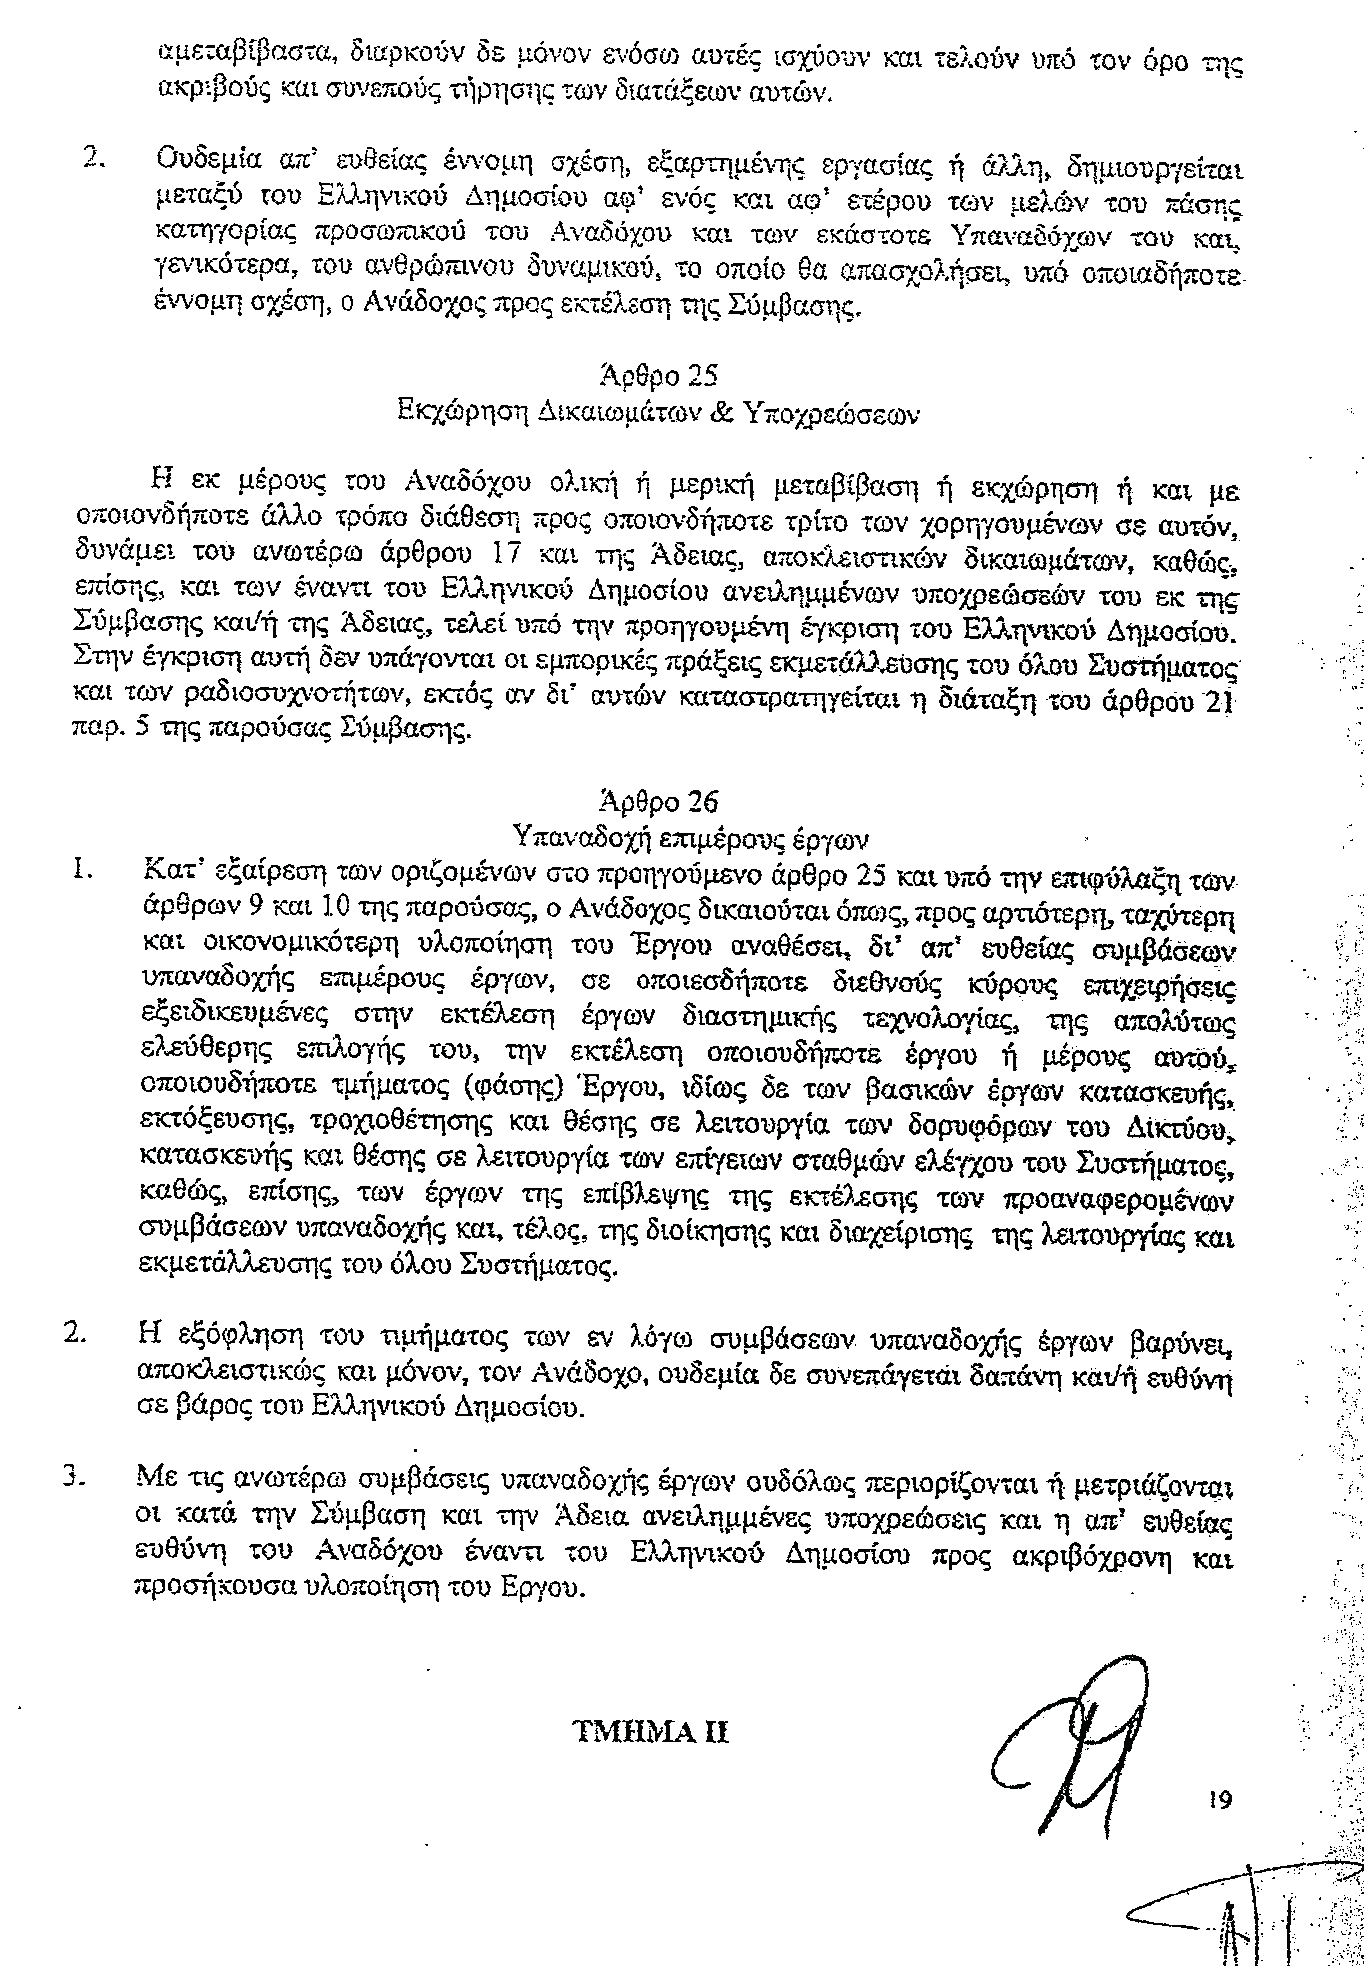 αμεταβίβαστα, διαρκούν δε μόνον ενόσω αυτές ισχύουν και τελούν υπό τον όρο της
ακριβούς και συνεπούς τήρησης των διατάξεων αυτών.
2. Ουδεμία απ’ ευθείας έννομη σχέση, εξαρτημένης εργασίας ή άλλη, δημιουργείται
μεταξύ του Ελληνικού Δημοσίου αφ’ ενός και αφ’ ετέρου των μελών του πάσης
κατηγορίας προσωπικού του Αναδόχου και των εκάστοτε Υπαναδόχων του και,
γενικότερα, του ανθρώπινου δυναμικού, το οποίο θα απασχολήσει, υπό οποιαδήποτε
έννομη σχέση, ο Ανάδοχος προς εκτέλεση της Σύμβασης.
Άρθρο 25
Εκχώρηση Δικαιωμάτων & Υποχρεώσεων
Η εκ μέρους του Αναδόχου ολική ή μερική μεταβίβαση ή εκχώρηση ή και με
οποιονδήποτε άλλο τρόπο διάθεση προς οποιονδήποτε τρίτο των χορηγουμένων σε αυτόν,
δυνάμει του ανωτέρω άρθρου 17 και της Άδειας, αποκλειστικών δικαιωμάτων, καθώς,
επίσης, και των έναντι του Ελληνικού Δημοσίου ανειλημμένων υποχρεώσεών του εκ της
Σύμβασης και/ή της Άδειας, τελεί υπό την προηγουμένη έγκριση του Ελληνικού Δημοσίου.
Στην έγκριση αυτή δεν υπάγονται οι εμπορικές πράξεις εκμετάλλευσης του όλου Συστήματος
και των ραδιοσυχνοτήτων, εκτός αν δι’ αυτών καταστρατηγείται η διάταξη του άρθρου 21
παρ. 5 της παρούσας Σύμβασης.
Άρθρο 26
Υπαναδοχή επιμέρους έργων
1. Κατ’ εξαίρεση των οριζομένων στο προηγούμενο άρθρο 25 και υπό την επιφύλαξη των
άρθρων 9 και 10 της παρούσας, ο Ανάδοχος δικαιούται όπως, προς αρτιότερη, ταχύτερη
και οικονομικότερη υλοποίηση του Έργου αναθέσει, δι’ απ’ ευθείας συμβάσεων
υπαναδοχής επιμέρους έργων, σε οποιεσδήποτε διεθνούς κύρους επιχειρήσεις
εξειδικευμένες στην εκτέλεση έργων διαστημικής τεχνολογίας, της απολύτως
ελεύθερης επιλογής του, την εκτέλεση οποιουδήποτε έργου ή μέρους αυτού,
οποιουδήποτε τμήματος (φάσης) Έργου, ιδίως δε των βασικών έργων κατασκευής,
εκτόξευσης, τροχιοθέτησης και θέσης σε λειτουργία των δορυφόρων του Δικτύου,
κατασκευής και θέσης σε λειτουργία των επίγειων σταθμών ελέγχου του Συστήματος,
καθώς, επίσης, των έργων της επίβλεψης της εκτέλεσης των προαναφερομένων
συμβάσεων υπαναδοχής και, τέλος, της διοίκησης και διαχείρισης της λειτουργίας και
εκμετάλλευσης του όλου Συστήματος.
2. Η εξόφληση του τιμήματος των εν λόγω συμβάσεων υπαναδοχής έργων βαρύνει,
αποκλειστικώς και μόνον, τον Ανάδοχο, ουδεμία δε συνεπάγεται δαπάνη και/ή ευθύνη
σε βάρος του Ελληνικού Δημοσίου.
3. Με τις ανωτέρω συμβάσεις υπαναδοχής έργων ουδόλως περιορίζονται ή μετριάζονται
οι κατά την Σύμβαση και την Άδεια ανειλημμένες υποχρεώσεις και η απ’ ευθείας
ευθύνη του Αναδόχου έναντι του Ελληνικού Δημοσίου προς ακριβόχρονη και
προσήκουσα υλοποίηση του Εργου.
ΤΜΗΜΑ ΙΙ
19